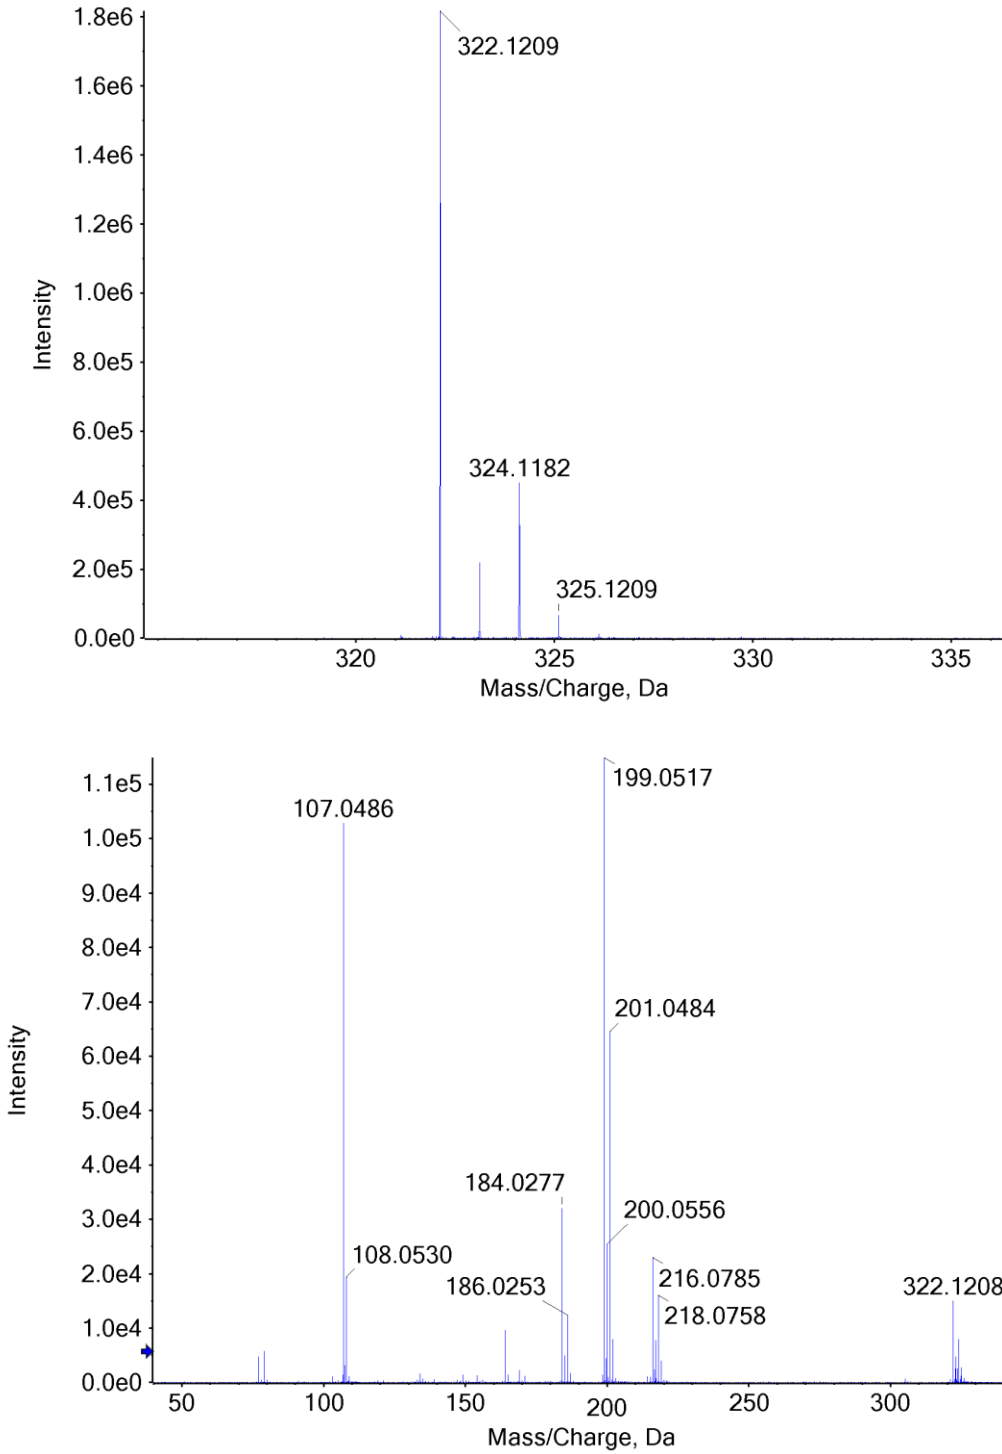 1.8e6
322.1209
1.6e6
1.4e6
1.2e6
1.0e6
Intensity
8.0e5
6.0e5
324.1182
4.0e5
2.0e5
325.1209
0.0e0
320 325 330 335
Mass/Charge, Da
1.1e5
199.0517
107.0486
1.0e5
9.0e4
8.0e4
7.0e4
201.0484
6.0e4
Intensity
5.0e4
4.0e4
184.0277
3.0e4
200.0556
108.0530
2.0e4
186.0253
216.0785
322.1208
218.0758
1.0e4
0.0e0
50 100 150 200 250 300
Mass/Charge, Da